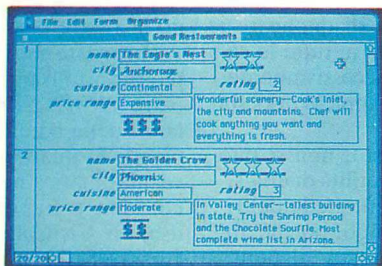 File Edit Form Organize
Good Restaurants
1
name The Eagle's Nest
city Anchorage
cuisine Continental
rating 2
price range Expensive
Wonderful scenery--Cook's Inlet,
the city and mountains. Chef will
cook anything you want and
everything is fresh.
$$$
2
name The Golden Crow
city Phoenix
cuisine American
rating 3
price range Moderate
In Valley Center--tallest building
in state. Try the Shrimp Pernod
and the Chocolate Souffle. Most
complete wine list in Arizona.
$$
20/20